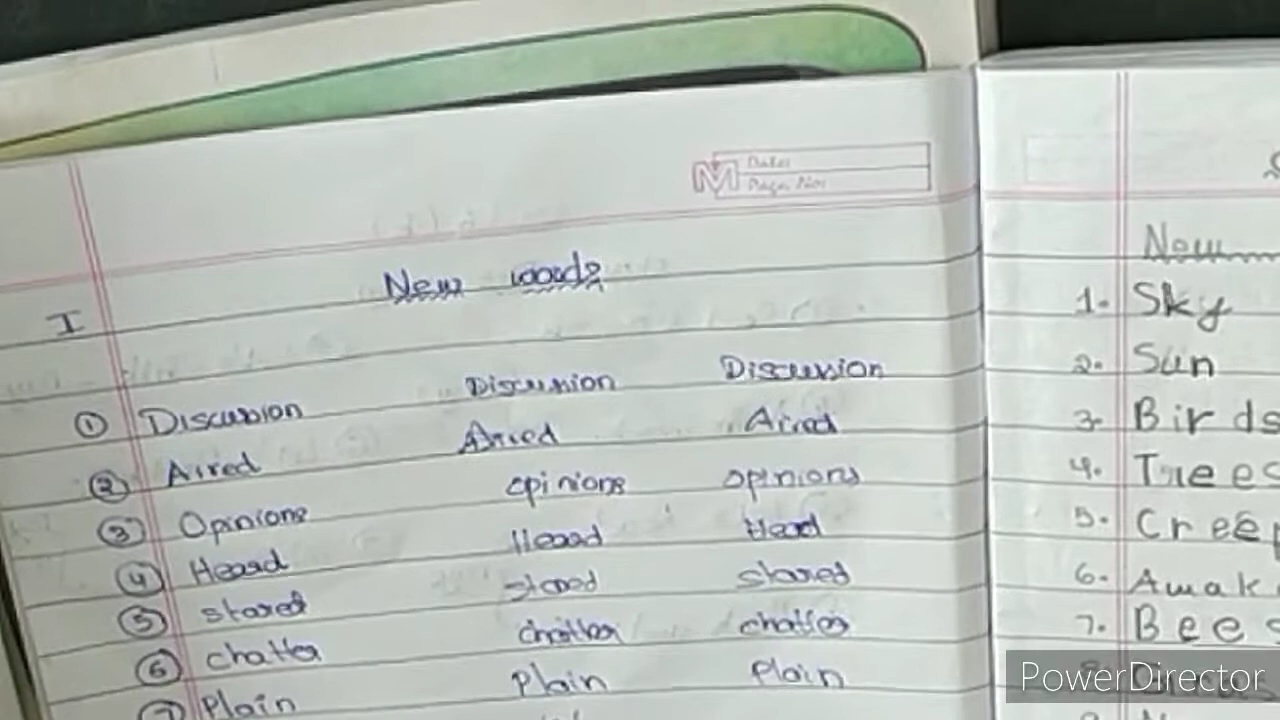 Date:
Page No:
New words
I
① Discussion Discussion Discussion
② Aired Aired Aired
③ Opinions opinions opinions
④ Heard Heard Heard
⑤ stared stared stared
⑥ chatter chatter chatter
⑦ Plain Plain Plain
New
1. Sky
2. Sun
3. Birds
4. Trees
5. Creep
6. Awak
7. Bees
8.
PowerDirector